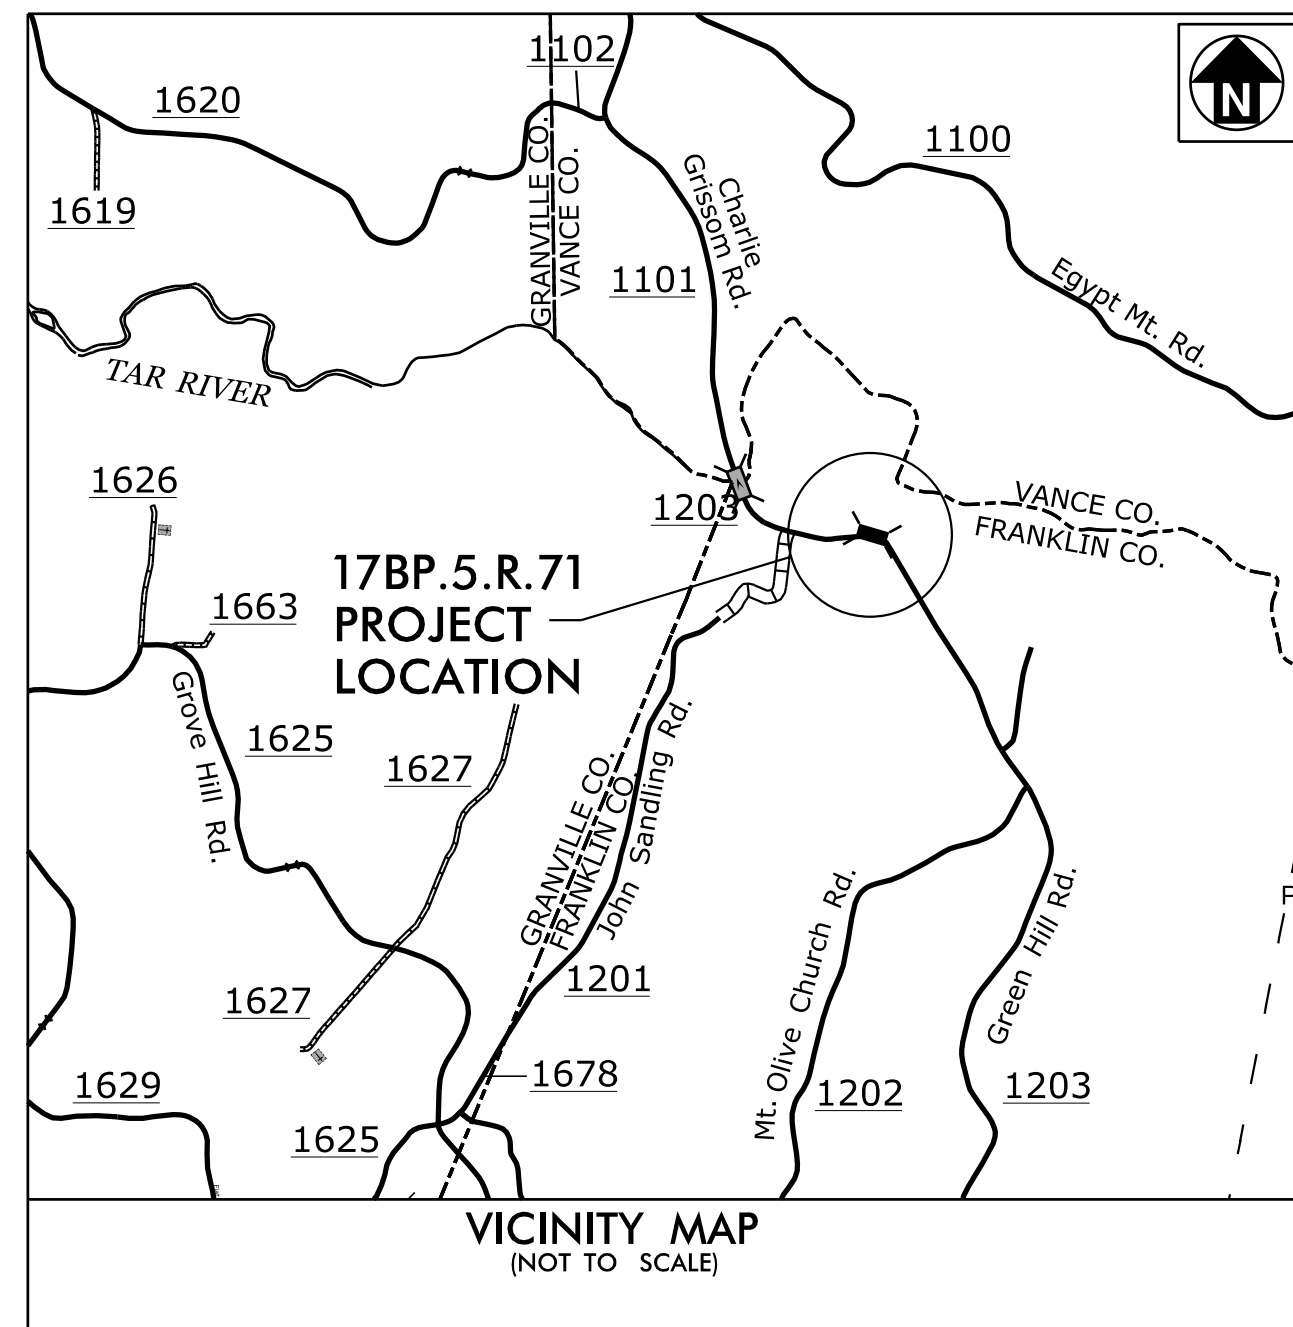 1102
1620
N
1100
1619
GRANVILLE CO.
VANCE CO.
Charlie
Grissom Rd.
1101
Egypt Mt. Rd.
TAR RIVER
1626
1203
VANCE CO.
FRANKLIN CO.
17BP.5.R.71
PROJECT
LOCATION
1663
Grove Hill Rd.
1625
1627
GRANVILLE CO.
FRANKLIN CO.
John Sandling Rd.
Mt. Olive Church Rd.
Green Hill Rd.
1201
1627
1629
1678
1202
1203
1625
VICINITY MAP
(NOT TO SCALE)